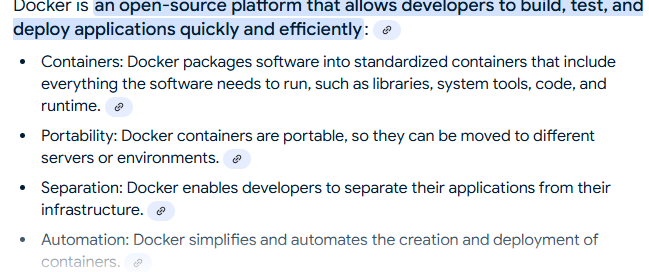 Docker is an open-source platform that allows developers to build, test, and
deploy applications quickly and efficiently:
• Containers: Docker packages software into standardized containers that include
everything the software needs to run, such as libraries, system tools, code, and
runtime.
• Portability: Docker containers are portable, so they can be moved to different
servers or environments.
• Separation: Docker enables developers to separate their applications from their
infrastructure.
• Automation: Docker simplifies and automates the creation and deployment of
containers.